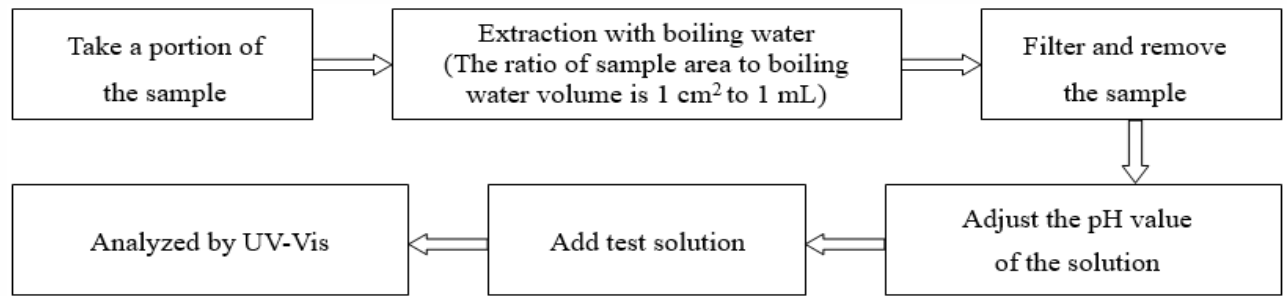 Take a portion of
the sample
Extraction with boiling water
(The ratio of sample area to boiling
water volume is 1 cm² to 1 mL)
Filter and remove
the sample
Adjust the pH value
of the solution
Add test solution
Analyzed by UV-Vis